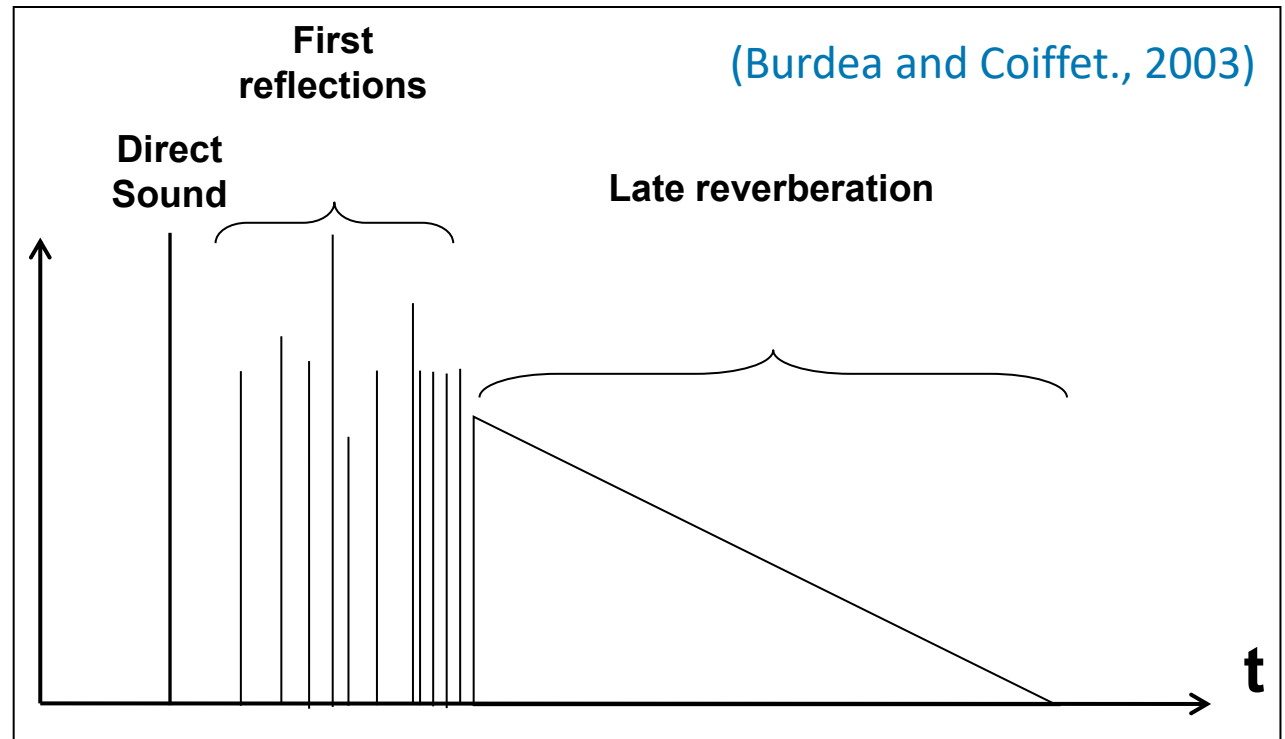 First
reflections
(Burdea and Coiffet., 2003)
Direct
Sound
Late reverberation
t